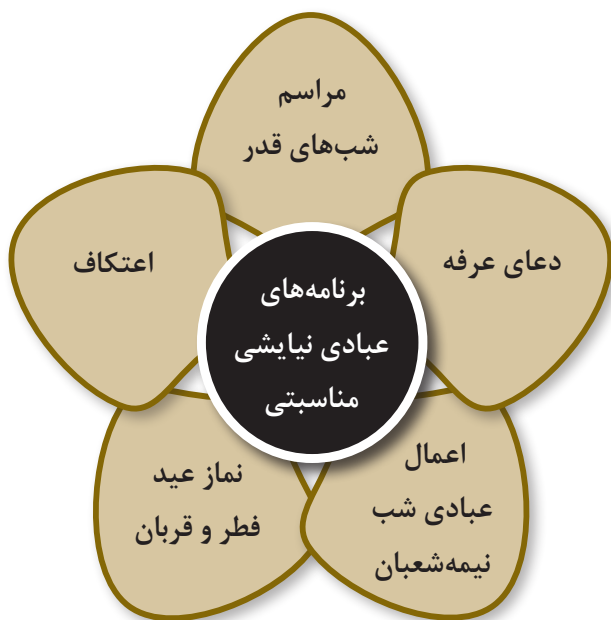 مراسم
شب‌های قدر
دعای عرفه
اعتکاف
برنامه‌های
عبادی نیایشی
مناسبتی
اعمال
عبادی شب
نیمه‌شعبان
نماز عید
فطر و قربان